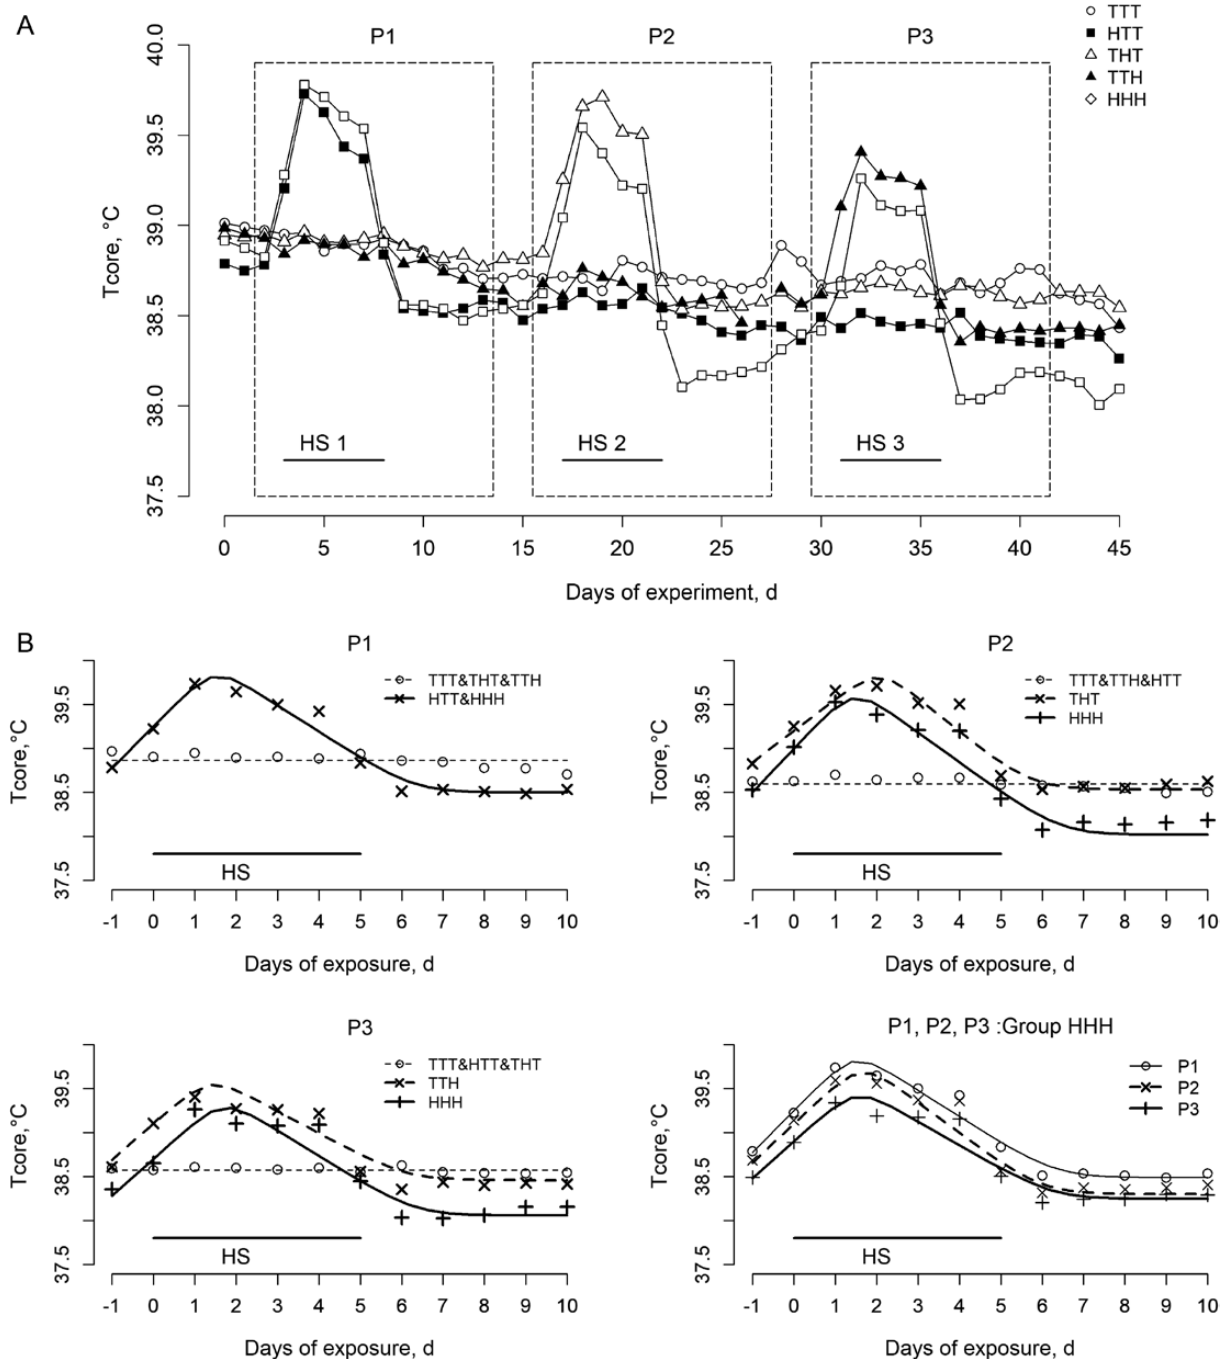 A
P1
P2
P3
TTT
HTT
THT
TTH
HHH
40.0
39.5
39.0
38.5
38.0
37.5
Tcore, °C
HS 1
HS 2
HS 3
0 5 10 15 20 25 30 35 40 45
Days of experiment, d
B
P1
TTT&THT&TTH
HTT&HHH
39.5
38.5
37.5
Tcore,°C
HS
-1 0 1 2 3 4 5 6 7 8 9 10
Days of exposure, d
P2
TTT&TTH&HTT
THT
HHH
39.5
38.5
37.5
Tcore,°C
HS
-1 0 1 2 3 4 5 6 7 8 9 10
Days of exposure, d
P3
TTT&HTT&THT
TTH
HHH
39.5
38.5
37.5
Tcore,°C
HS
-1 0 1 2 3 4 5 6 7 8 9 10
Days of exposure, d
P1, P2, P3 :Group HHH
P1
P2
P3
39.5
38.5
37.5
Tcore,°C
HS
-1 0 1 2 3 4 5 6 7 8 9 10
Days of exposure, d